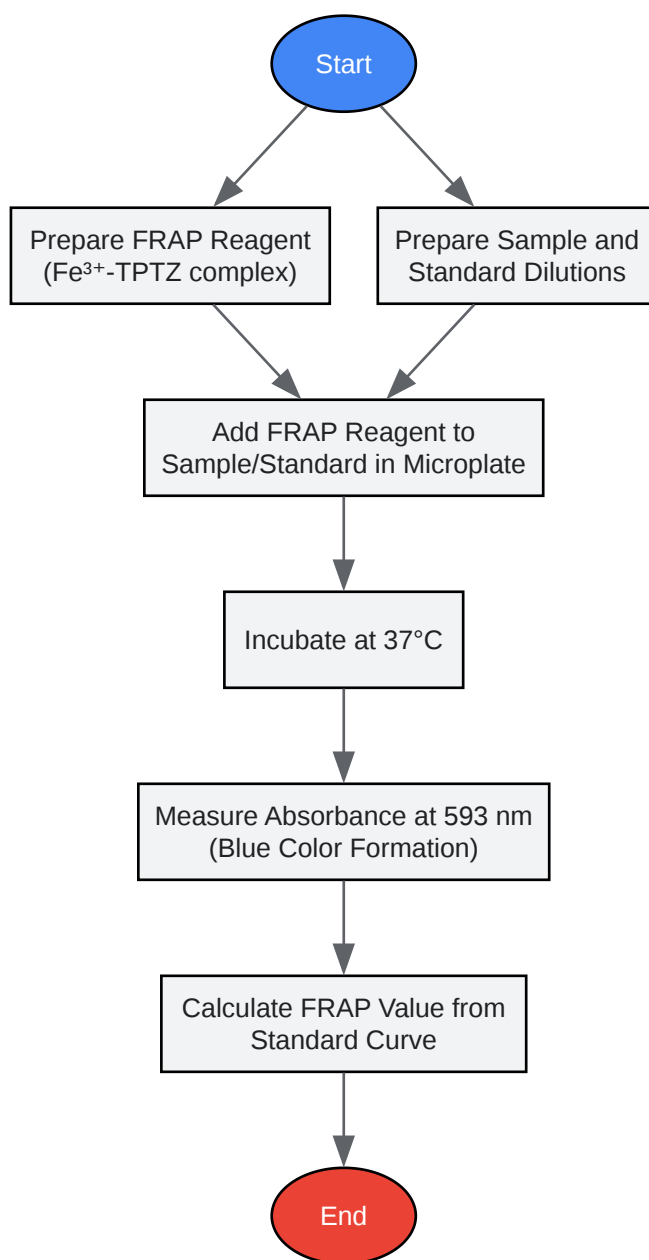 Start
Prepare FRAP Reagent
(Fe³⁺-TPTZ complex)
Prepare Sample and
Standard Dilutions
Add FRAP Reagent to
Sample/Standard in Microplate
Incubate at 37°C
Measure Absorbance at 593 nm
(Blue Color Formation)
Calculate FRAP Value from
Standard Curve
End